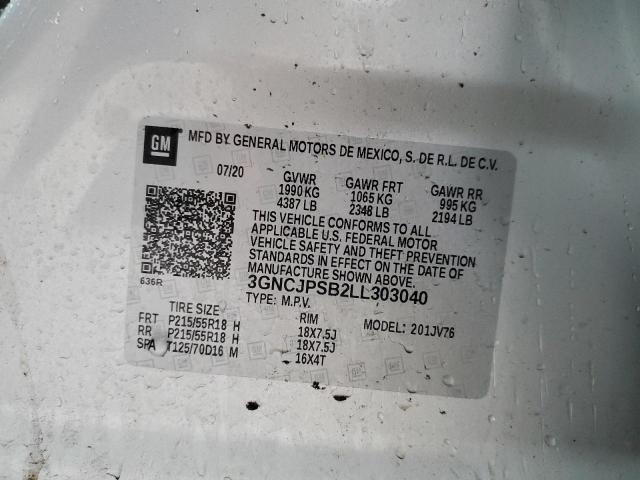 GM
MFD BY GENERAL MOTORS DE MEXICO, S. DE R.L. DE C.V.
07/20
GVWR GAWR FRT GAWR RR
1990 KG 1065 KG 995 KG
4387 LB 2348 LB 2194 LB
THIS VEHICLE CONFORMS TO ALL
APPLICABLE U.S. FEDERAL MOTOR
VEHICLE SAFETY AND THEFT PREVENTION
STANDARDS IN EFFECT ON THE DATE OF
MANUFACTURE SHOWN ABOVE.
636R
3GNCJPSB2LL303040
TYPE: M.P.V.
TIRE SIZE RIM MODEL: 201JV76
FRT P215/55R18 H 18X7.5J
RR P215/55R18 H 18X7.5J
SPA T125/70D16 M 16X4T